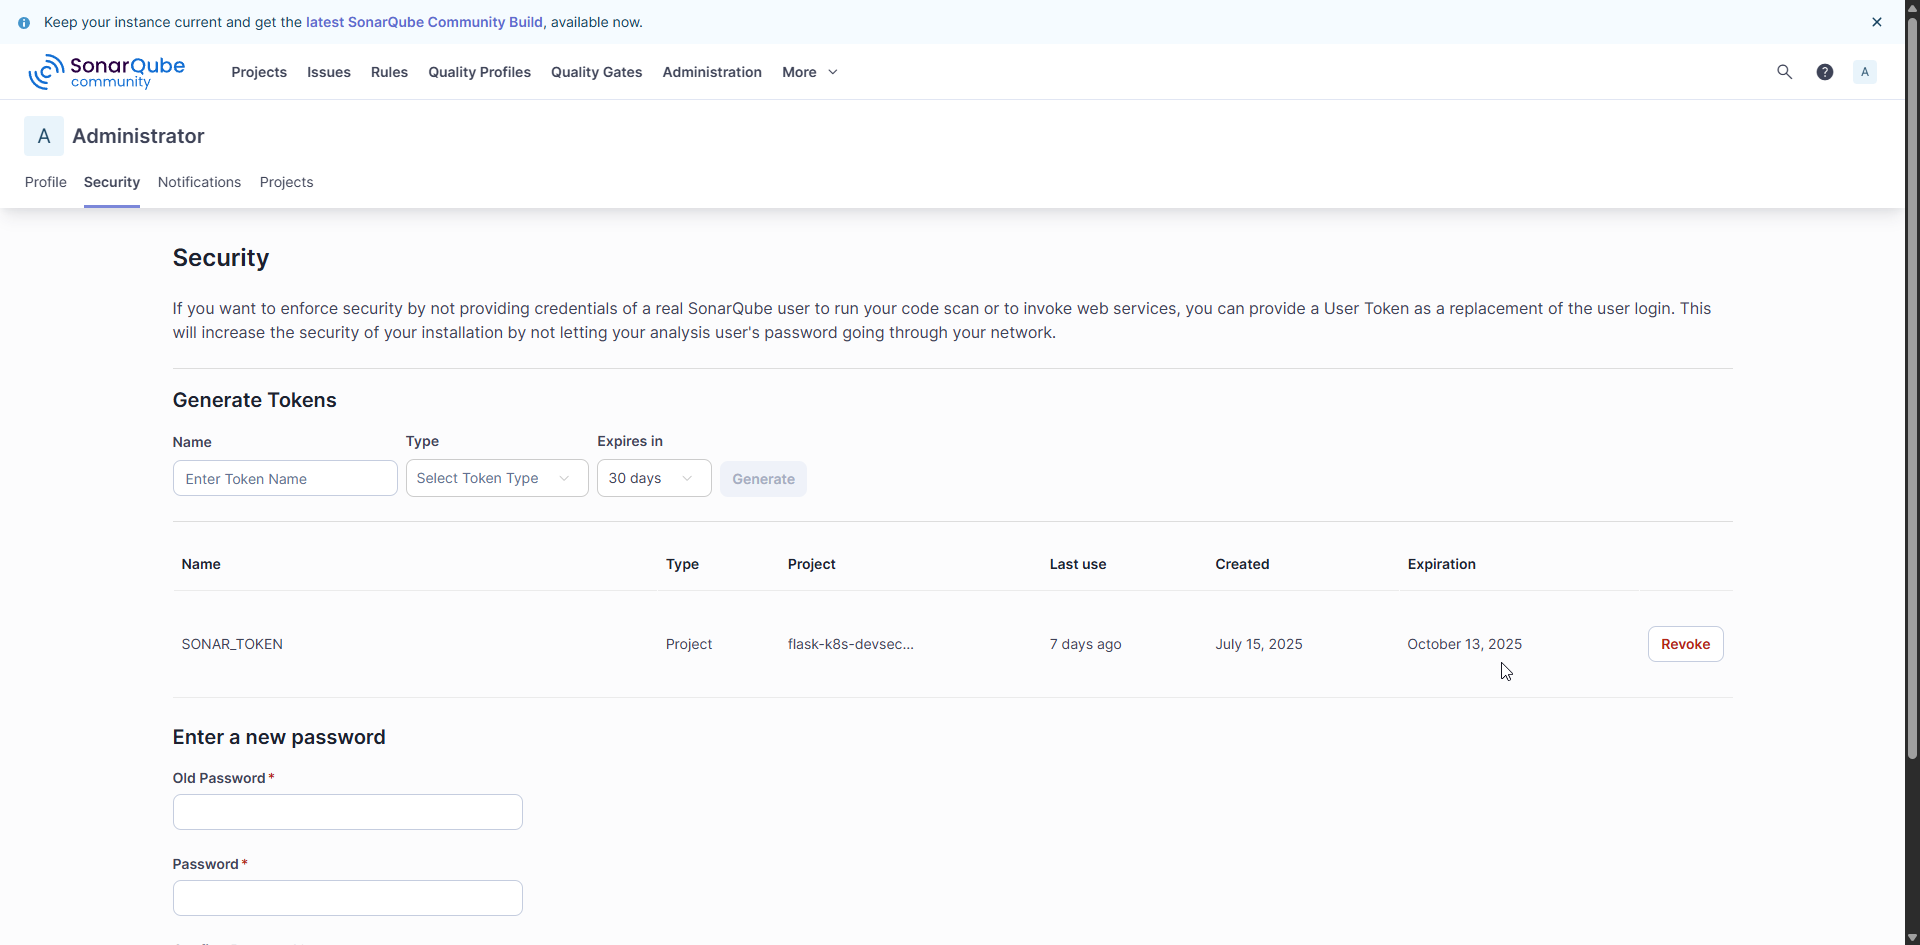 Keep your instance current and get the latest SonarQube Community Build, available now.
SonarQube community
Projects Issues Rules Quality Profiles Quality Gates Administration More ? A
A Administrator
Profile Security Notifications Projects
Security
If you want to enforce security by not providing credentials of a real SonarQube user to run your code scan or to invoke web services, you can provide a User Token as a replacement of the user login. This
will increase the security of your installation by not letting your analysis user's password going through your network.
Generate Tokens
Name Type Expires in
Enter Token Name Select Token Type 30 days Generate
Name Type Project Last use Created Expiration
SONAR_TOKEN Project flask-k8s-devsec... 7 days ago July 15, 2025 October 13, 2025 Revoke
Enter a new password
Old Password *
Password *